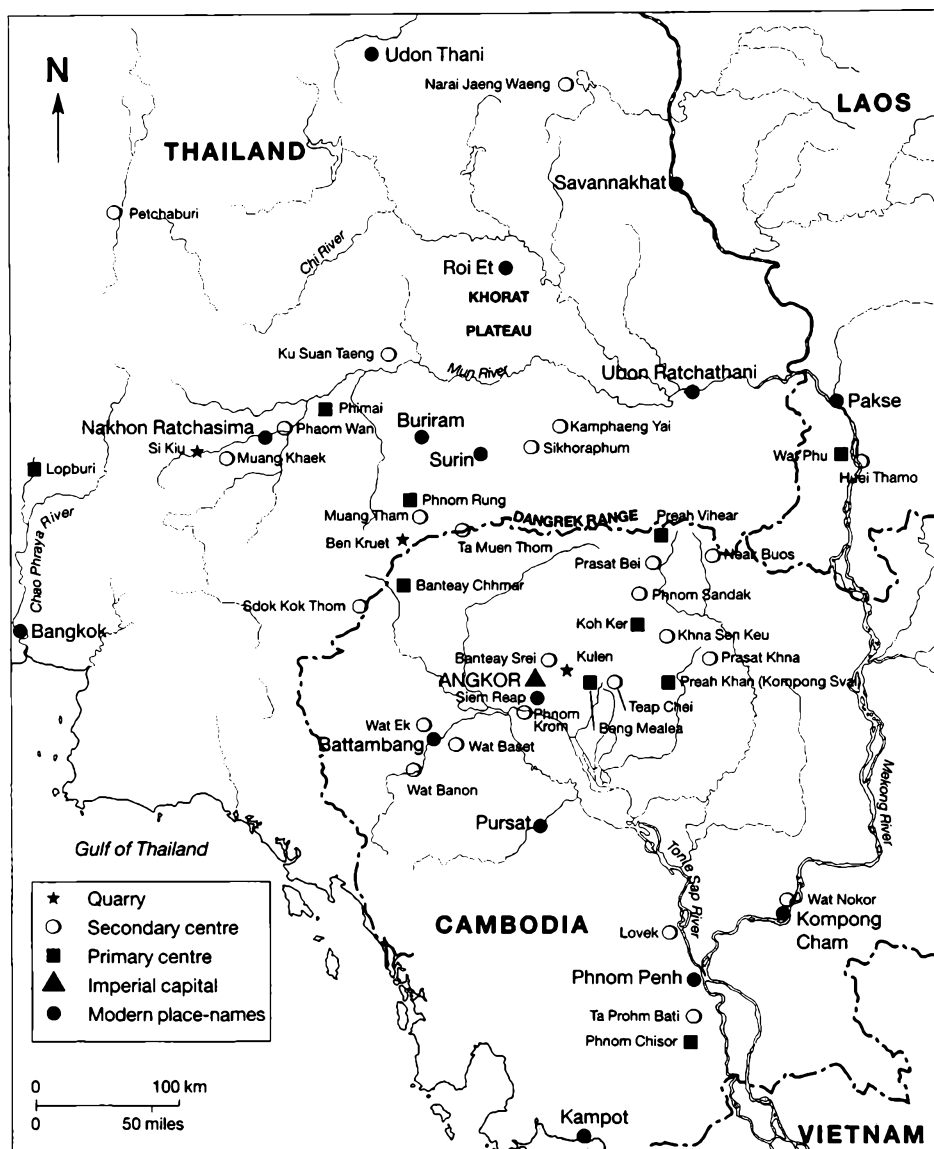 Udon Thani
N
Narai Jaeng Waeng
LAOS
THAILAND
Savannakhat
Petchaburi
Chi River
Roi Et
KHORAT
PLATEAU
Ku Suan Taeng
Mun River
Ubon Ratchathani
Phimai
Pakse
Nakhon Ratchasima
Phaom Wan
Buriram
Kamphaeng Yai
Si Kiu
Muang Khaek
Surin
Sikhoraphum
Wat Phu
Huei Thamo
Lopburi
Chao Phraya River
Phnom Rung
Muang Tham
DANGREK RANGE
Preah Vihear
Ben Kruet
Ta Muen Thom
Prasat Bei
Neak Buos
Banteay Chhmar
Phnom Sandak
Sdok Kok Thom
Koh Ker
Khna Sen Keu
Bangkok
Banteay Srei
Kulen
Prasat Khna
ANGKOR
Preah Khan (Kompong Svai)
Siem Reap
Teap Chei
Phnom
Krom
Beng Mealea
Wat Ek
Battambang
Wat Baset
Wat Banon
Mekong River
Pursat
Gulf of Thailand
Tonle Sap River
Quarry
Secondary centre
Primary centre
Imperial capital
Modern place-names
CAMBODIA
Wat Nokor
Kompong
Cham
Lovek
Phnom Penh
Ta Prohm Bati
Phnom Chisor
0 100 km
0 50 miles
Kampot
VIETNAM